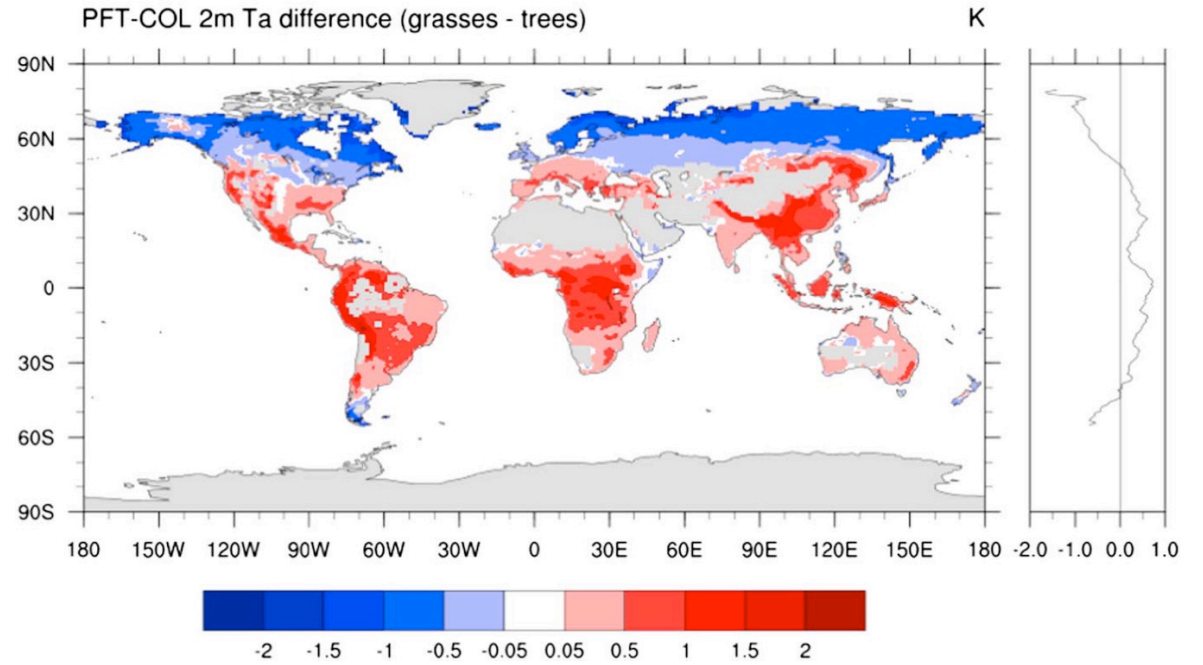 PFT-COL 2m Ta difference (grasses - trees) K
90N
60N
30N
0
30S
60S
90S
180 150W 120W 90W 60W 30W 0 30E 60E 90E 120E 150E 180
-2.0 -1.0 0.0 1.0
-2 -1.5 -1 -0.5 -0.05 0.05 0.5 1 1.5 2